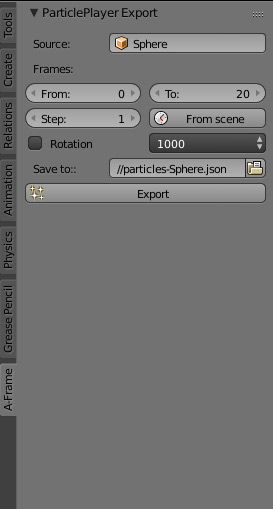 ParticlePlayer Export
Source: Sphere
Frames:
From: 0 To: 20
Step: 1 From scene
Rotation 1000
Save to:: //particles-Sphere.json
Export
Tools
Create
Relations
Animation
Physics
Grease Pencil
A-Frame